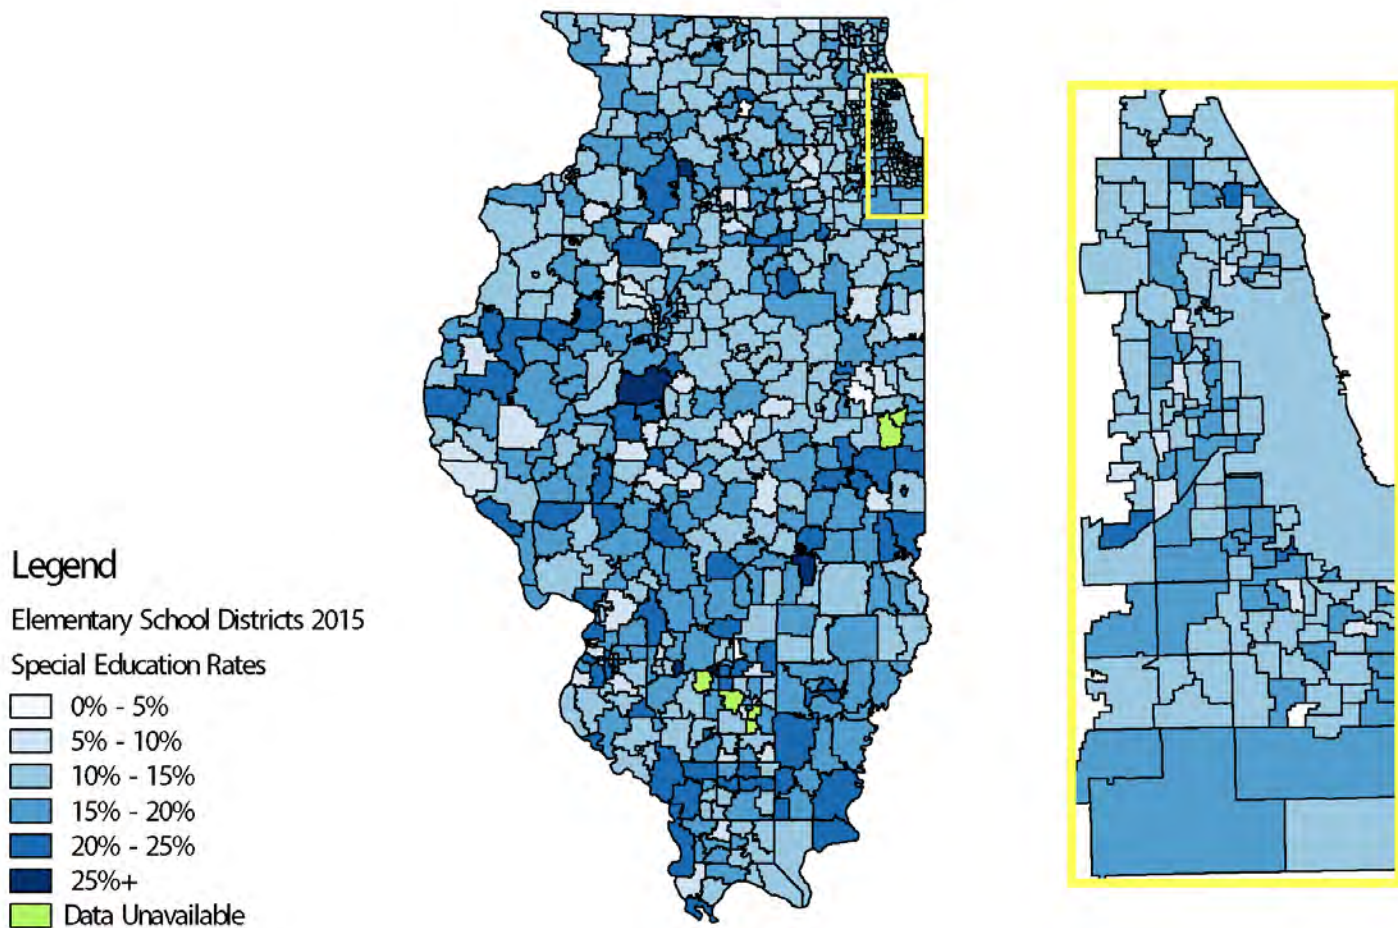 Legend
Elementary School Districts 2015
Special Education Rates
0% - 5%
5% - 10%
10% - 15%
15% - 20%
20% - 25%
25%+
Data Unavailable